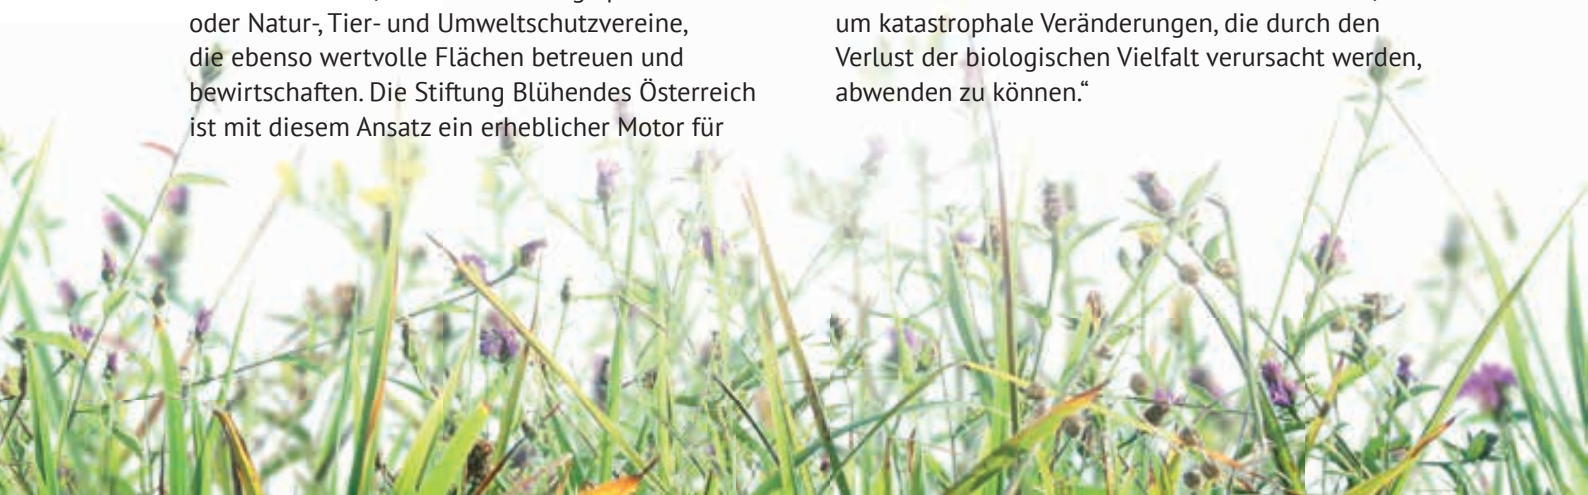 oder Natur-, Tier- und Umweltschutzvereine,
die ebenso wertvolle Flächen betreuen und
bewirtschaften. Die Stiftung Blühendes Österreich
ist mit diesem Ansatz ein erheblicher Motor für
um katastrophale Veränderungen, die durch den
Verlust der biologischen Vielfalt verursacht werden,
abwenden zu können.“